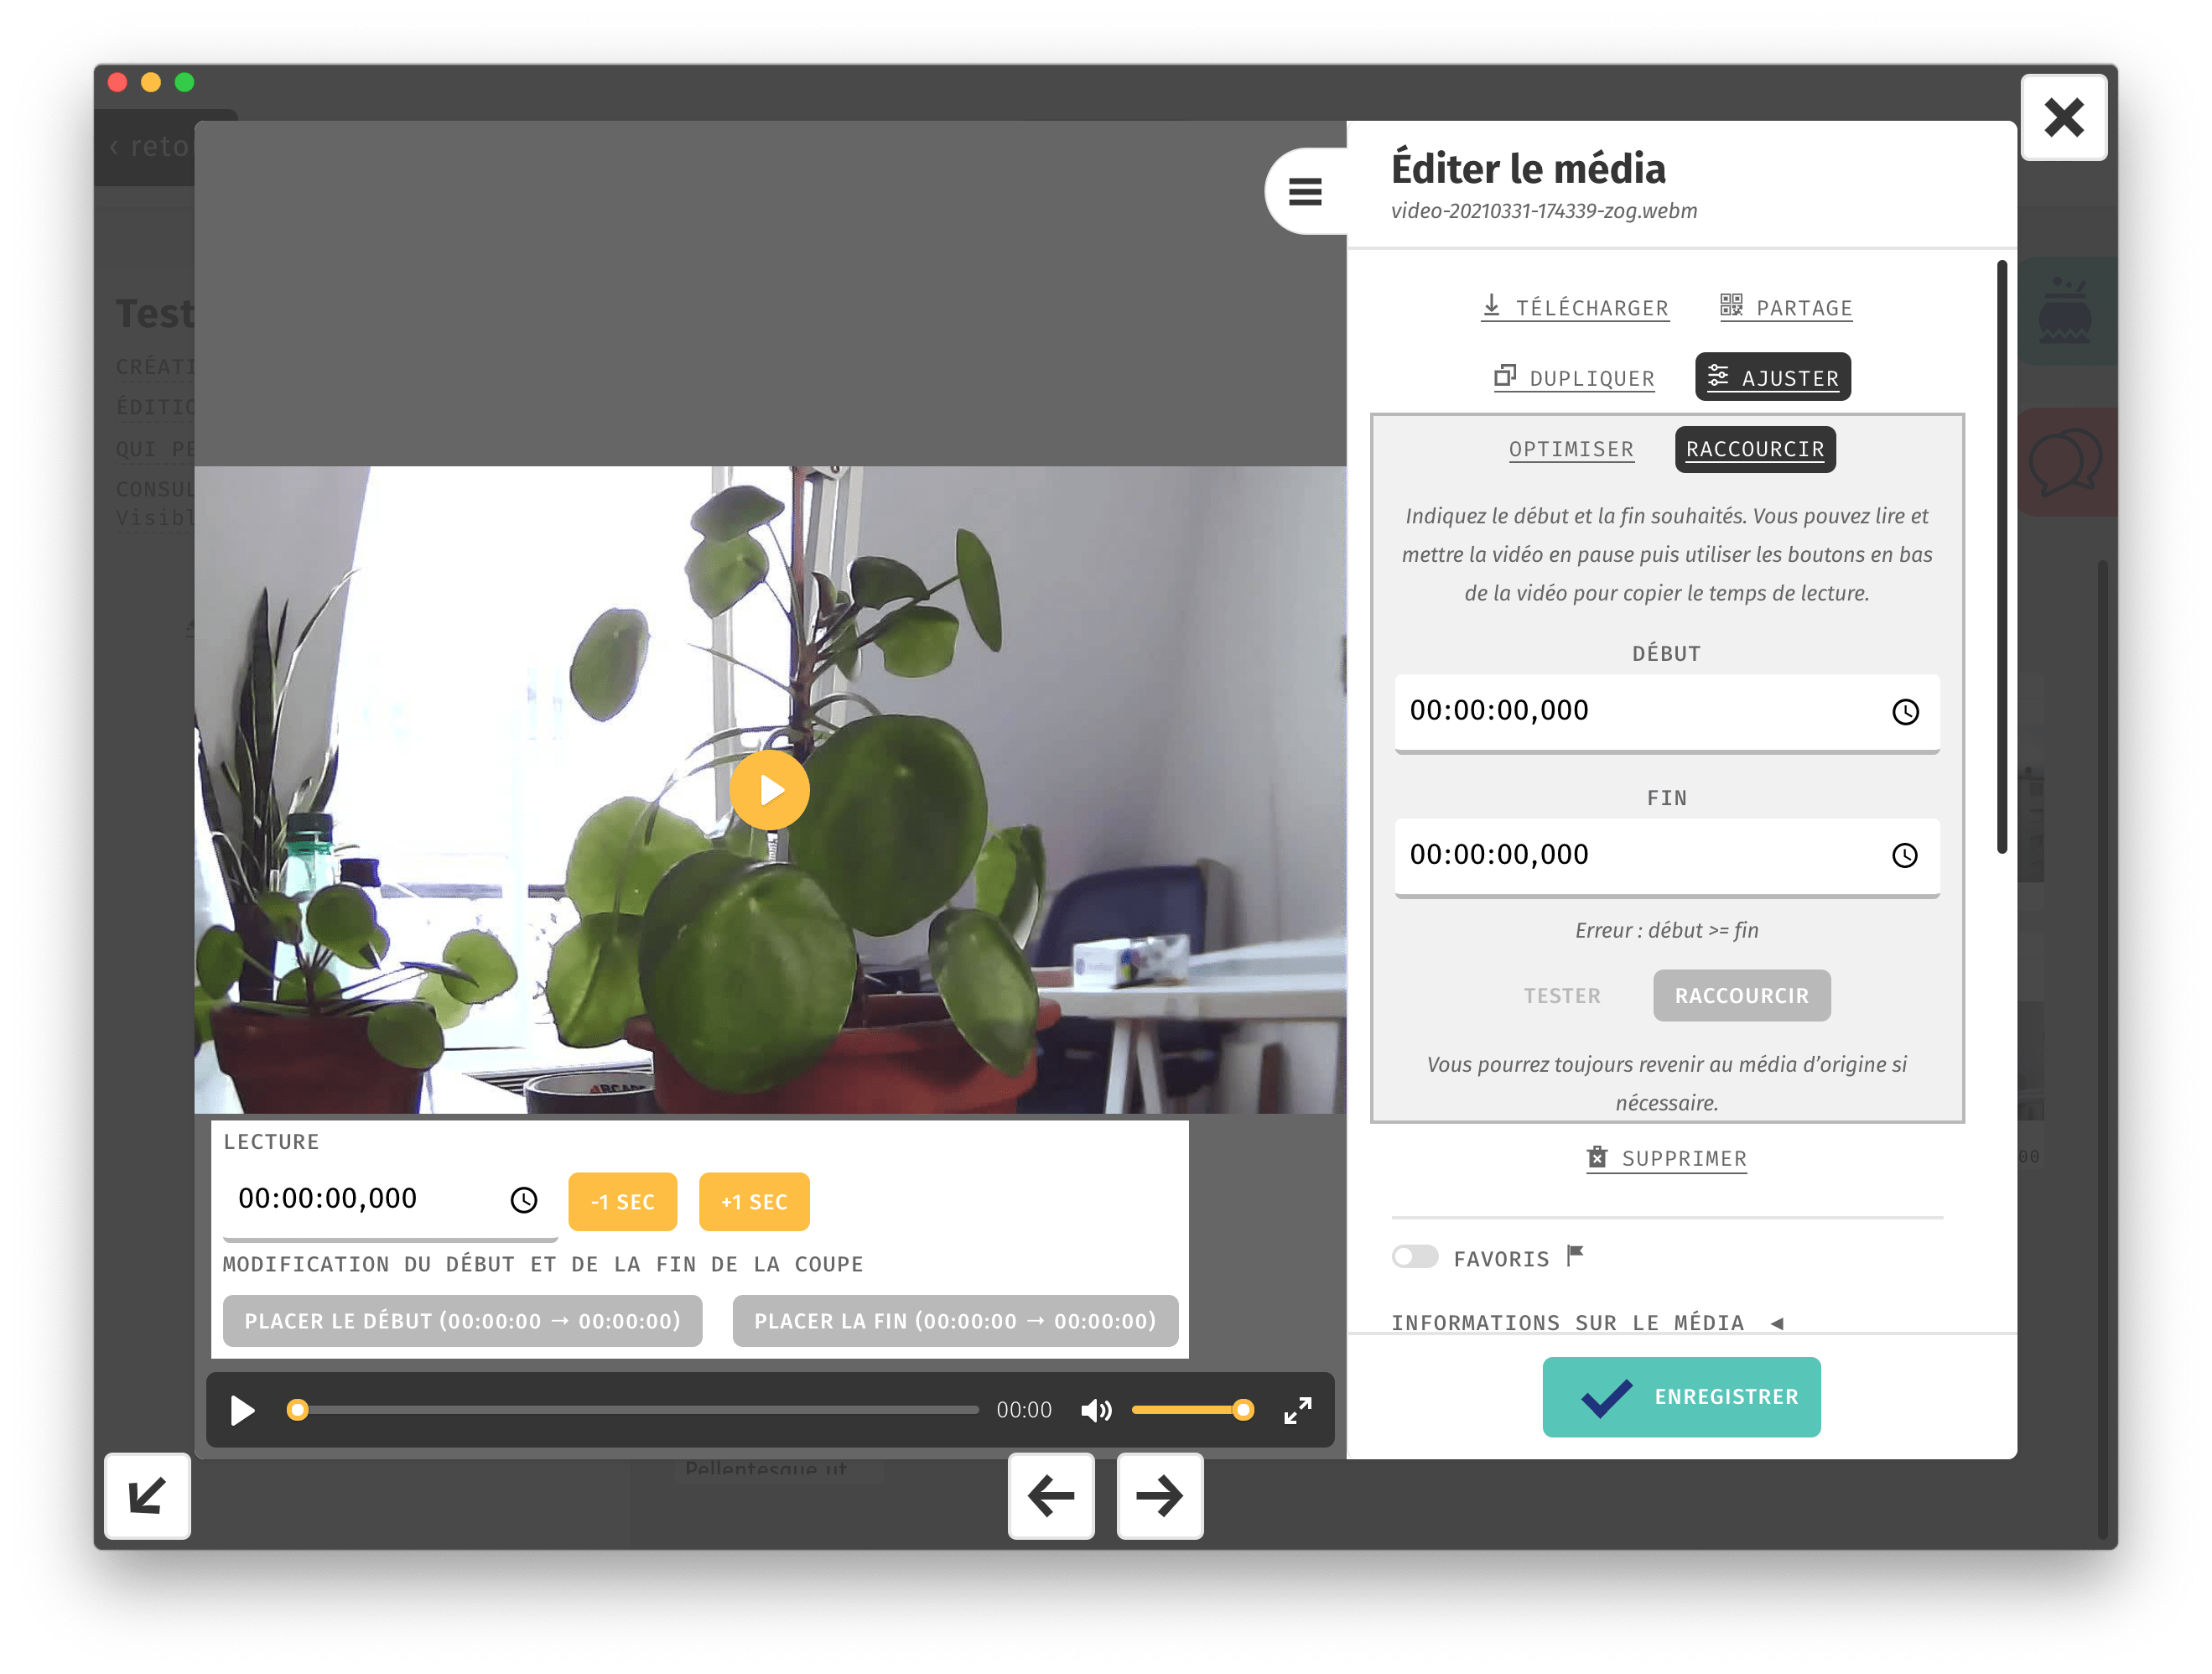 ‹ reto
Test
CRÉATI
ÉDITIO
QUI PE
CONSUL
Visibl
Éditer le média
video-20210331-174339-zog.webm
TÉLÉCHARGER PARTAGE
DUPLIQUER AJUSTER
OPTIMISER RACCOURCIR
Indiquez le début et la fin souhaités. Vous pouvez lire et
mettre la vidéo en pause puis utiliser les boutons en bas
de la vidéo pour copier le temps de lecture.
DÉBUT
00:00:00,000
FIN
00:00:00,000
Erreur : début >= fin
TESTER RACCOURCIR
Vous pourrez toujours revenir au média d’origine si
nécessaire.
SUPPRIMER
FAVORIS
INFORMATIONS SUR LE MÉDIA ◀
ENREGISTRER
LECTURE
00:00:00,000 -1 SEC +1 SEC
MODIFICATION DU DÉBUT ET DE LA FIN DE LA COUPE
PLACER LE DÉBUT (00:00:00 → 00:00:00) PLACER LA FIN (00:00:00 → 00:00:00)
00:00
Pellentesque ut
00